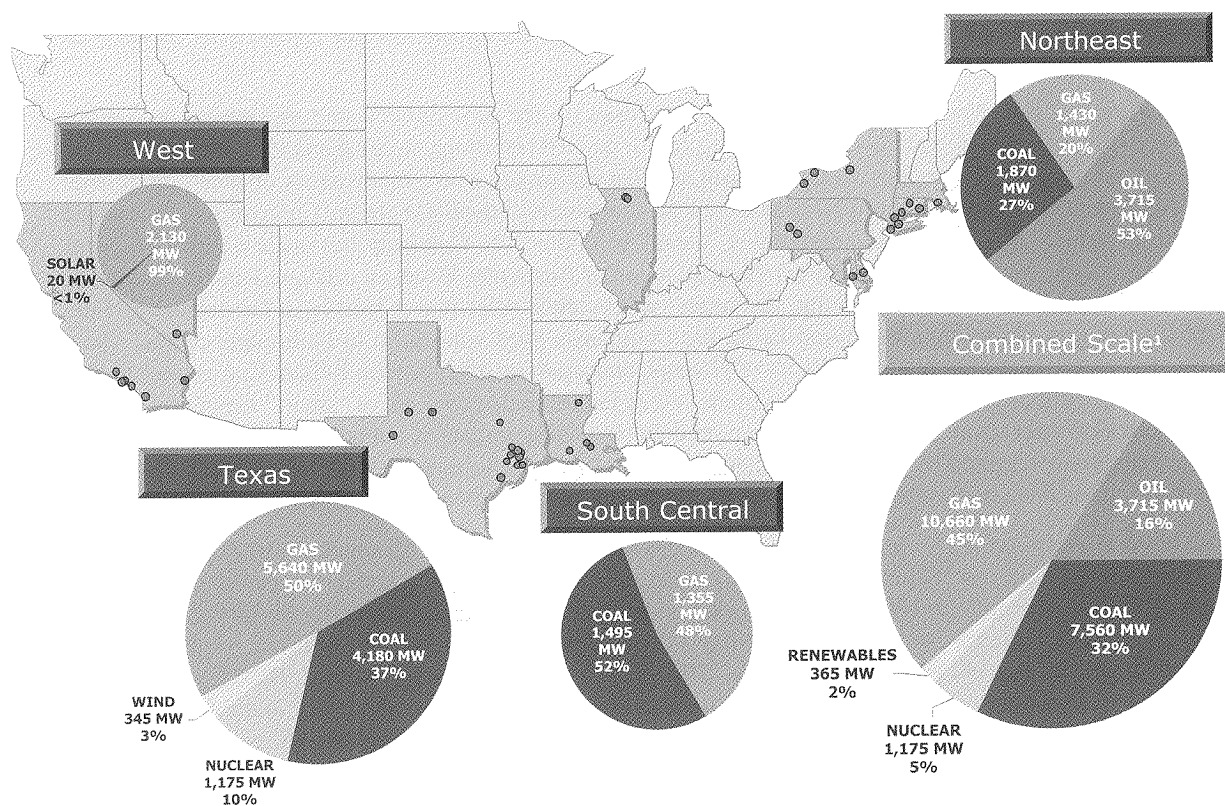 Northeast
GAS
1,430
MW
20%
COAL
1,870
MW
27%
OIL
3,715
MW
53%
West
GAS
2,130
MW
99%
SOLAR
20 MW
<1%
Combined Scale¹
GAS
10,660 MW
45%
OIL
3,715 MW
16%
COAL
7,560 MW
32%
RENEWABLES
365 MW
2%
NUCLEAR
1,175 MW
5%
Texas
GAS
5,640 MW
50%
COAL
4,180 MW
37%
WIND
345 MW
3%
NUCLEAR
1,175 MW
10%
South Central
GAS
1,355
MW
48%
COAL
1,495
MW
52%